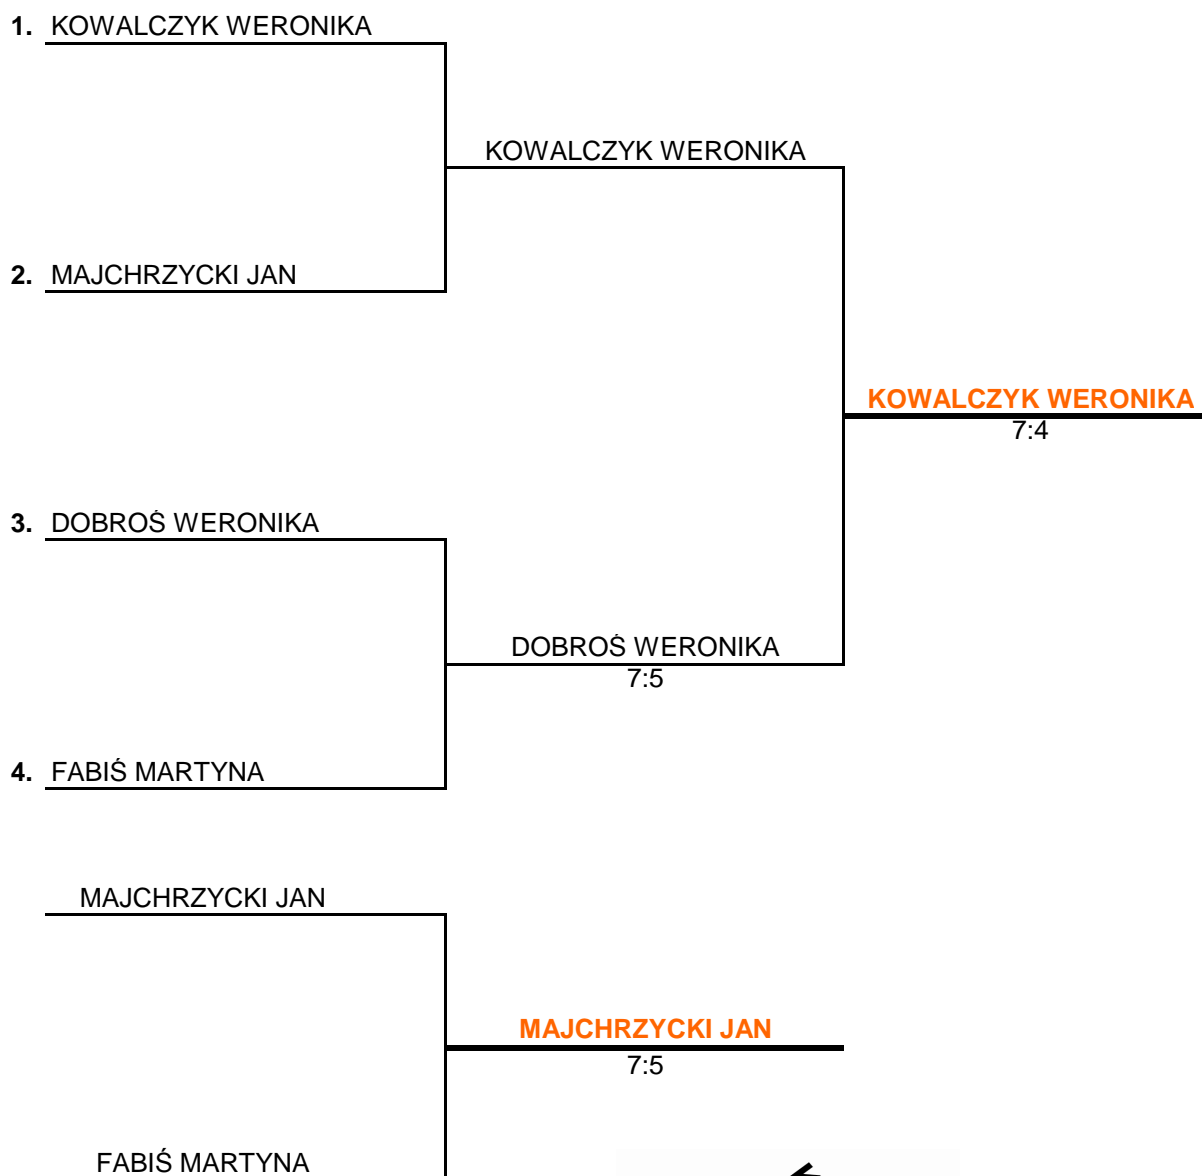 1. KOWALCZYK WERONIKA
KOWALCZYK WERONIKA
2. MAJCHRZYCKI JAN
KOWALCZYK WERONIKA
7:4
3. DOBROŚ WERONIKA
DOBROŚ WERONIKA
7:5
4. FABIŚ MARTYNA
MAJCHRZYCKI JAN
MAJCHRZYCKI JAN
7:5
FABIŚ MARTYNA